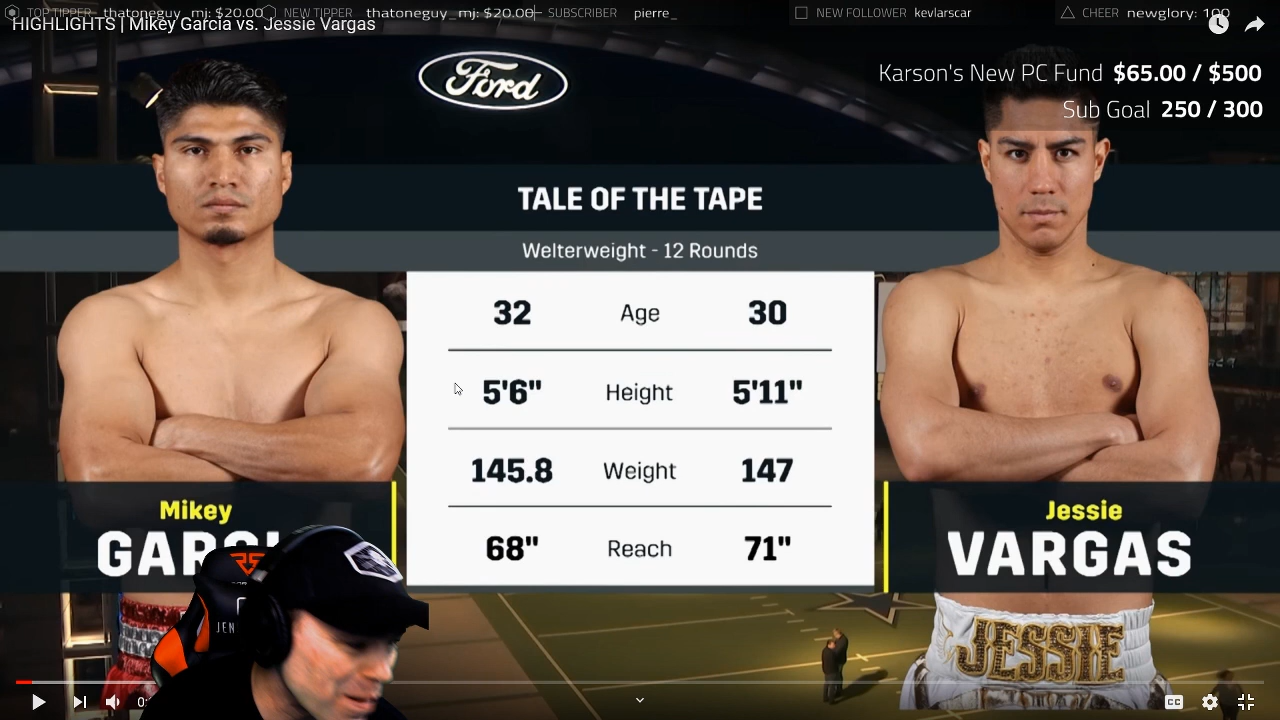 TOP TIPPER thatoneguy_mj: $20.00 NEW TIPPER thatoneguy_mj: $20.00 SUBSCRIBER pierre_ NEW FOLLOWER kevlarscar CHEER newglory: 100
HIGHLIGHTS | Mikey Garcia vs. Jessie Vargas
Ford
Karson's New PC Fund $65.00 / $500
Sub Goal 250 / 300
TALE OF THE TAPE
Welterweight - 12 Rounds
32 Age 30
5'6" Height 5'11"
145.8 Weight 147
68" Reach 71"
Mikey
Jessie
VARGAS
JESSIE
CC